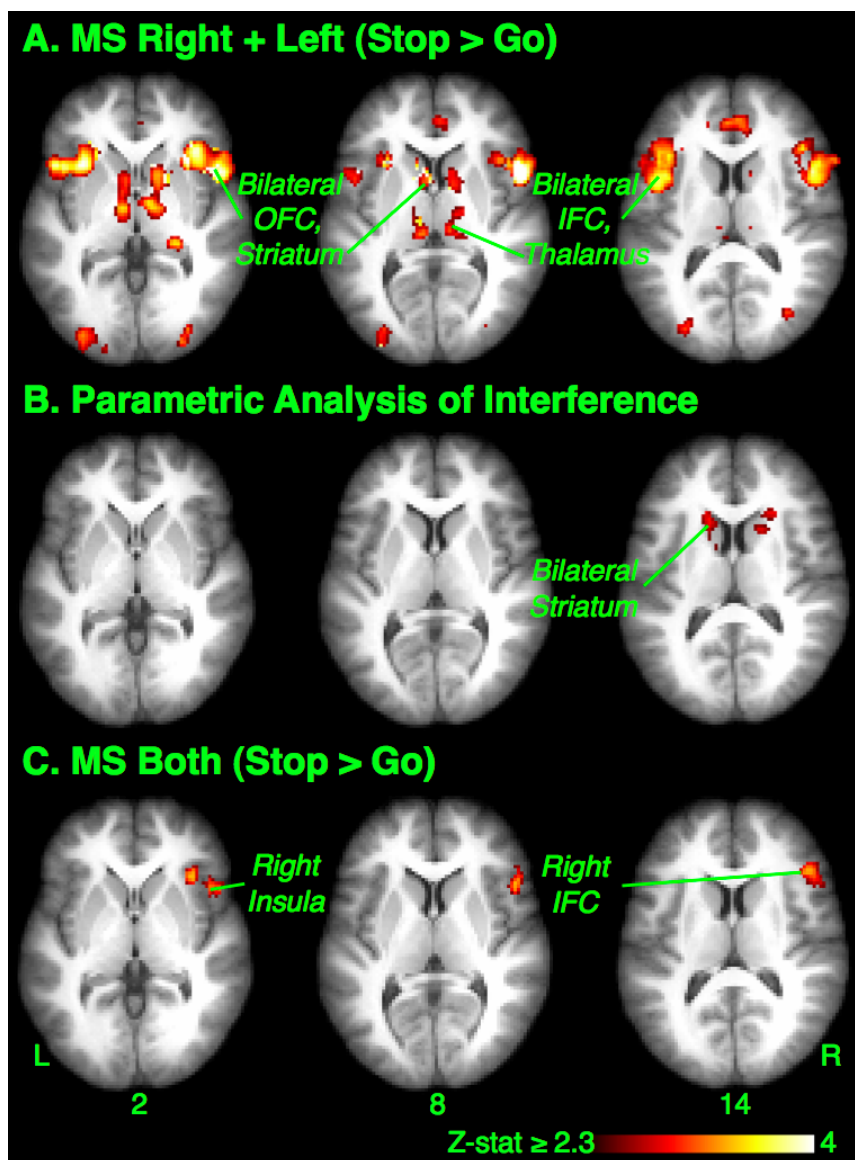 A. MS Right + Left (Stop > Go)
Bilateral
OFC,
Striatum
Bilateral
IFC,
Thalamus
B. Parametric Analysis of Interference
Bilateral
Striatum
C. MS Both (Stop > Go)
Right
Insula
Right
IFC
L
R
2
8
14
Z-stat ≥ 2.3
4